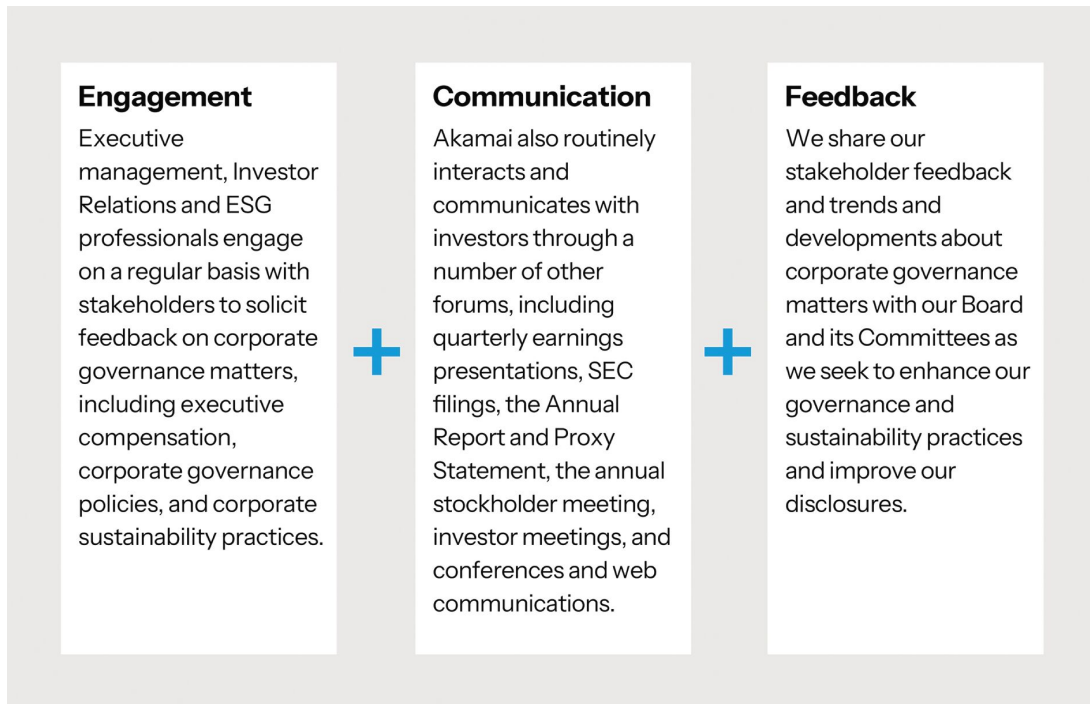 Engagement
Executive
management, Investor
Relations and ESG
professionals engage
on a regular basis with
stakeholders to solicit
feedback on corporate
governance matters,
including executive
compensation,
corporate governance
policies, and corporate
sustainability practices.
+
Communication
Akamai also routinely
interacts and
communicates with
investors through a
number of other
forums, including
quarterly earnings
presentations, SEC
filings, the Annual
Report and Proxy
Statement, the annual
stockholder meeting,
investor meetings, and
conferences and web
communications.
+
Feedback
We share our
stakeholder feedback
and trends and
developments about
corporate governance
matters with our Board
and its Committees as
we seek to enhance our
governance and
sustainability practices
and improve our
disclosures.